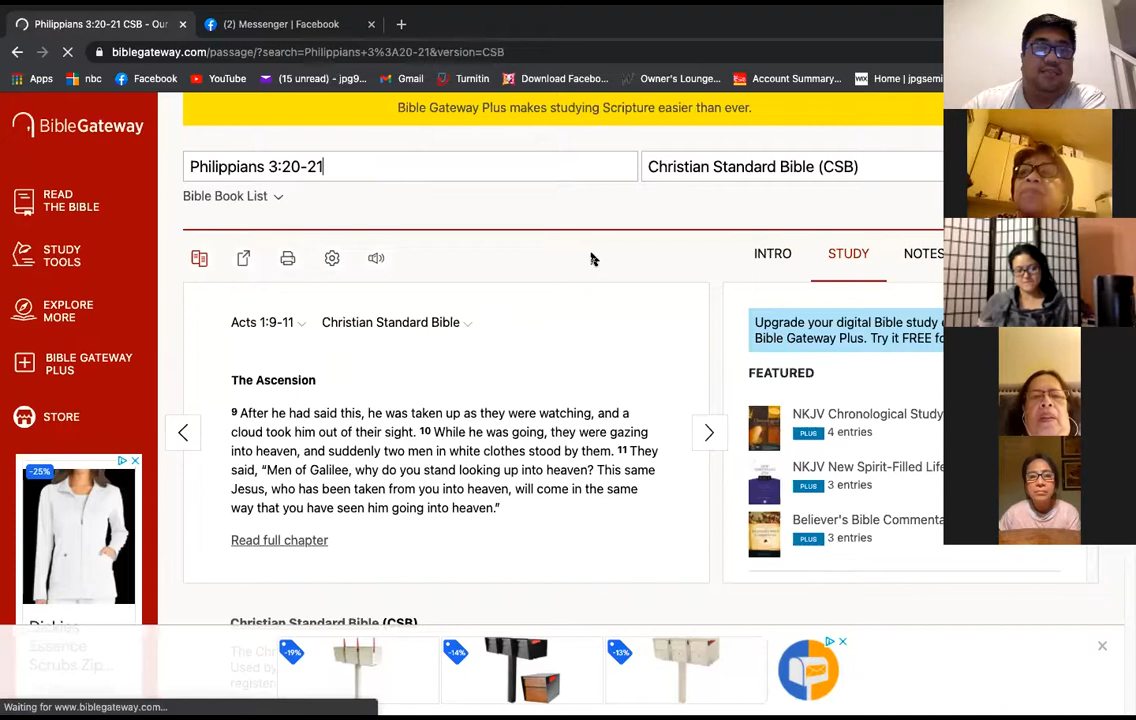 Philippians 3:20-21 CSB - Our
(2) Messenger | Facebook
biblegateway.com/passage/?search=Philippians+3%3A20-21&version=CSB
Apps
nbc
Facebook
YouTube
(15 unread) - jpg9...
Gmail
Turnitin
Download Facebo...
Owner's Lounge...
Account Summary...
WIX
Home | jpgsemi
Bible Gateway Plus makes studying Scripture easier than ever.
BibleGateway
READ
THE BIBLE
STUDY
TOOLS
EXPLORE
MORE
BIBLE GATEWAY
PLUS
STORE
Philippians 3:20-21
Christian Standard Bible (CSB)
Bible Book List
INTRO
STUDY
NOTES
Acts 1:9-11
Christian Standard Bible
The Ascension
9 After he had said this, he was taken up as they were watching, and a
cloud took him out of their sight. 10 While he was going, they were gazing
into heaven, and suddenly two men in white clothes stood by them. 11 They
said, “Men of Galilee, why do you stand looking up into heaven? This same
Jesus, who has been taken from you into heaven, will come in the same
way that you have seen him going into heaven.”
Read full chapter
Upgrade your digital Bible study
Bible Gateway Plus. Try it FREE fo
FEATURED
NKJV Chronological Study
PLUS 4 entries
NKJV New Spirit-Filled Life
PLUS 3 entries
Believer's Bible Commenta
PLUS 3 entries
-25%
Dickies
Essence
Scrubs Zip...
Christian Standard Bible (CSB)
The Chr
Used by
register
-19%
-14%
-13%
Waiting for www.biblegateway.com...